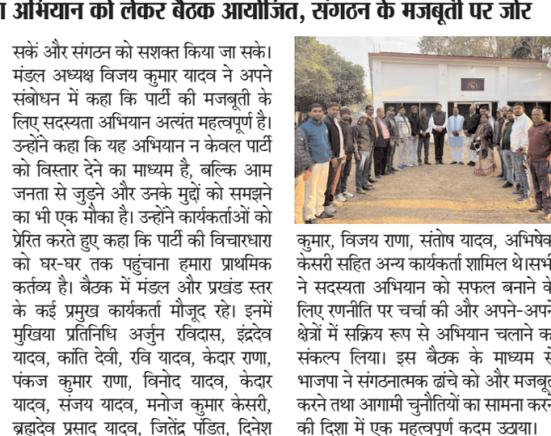 अभियान को लेकर बैठक आयोजित, संगठन के मजबूती पर जोर
सकें और संगठन को सशक्त किया जा सके।
मंडल अध्यक्ष विजय कुमार यादव ने अपने
संबोधन में कहा कि पार्टी की मजबूती के
लिए सदस्यता अभियान अत्यंत महत्वपूर्ण है।
उन्होंने कहा कि यह अभियान न केवल पार्टी
को विस्तार देने का माध्यम है, बल्कि आम
जनता से जुड़ने और उनके मुद्दों को समझने
का भी एक मौका है। उन्होंने कार्यकर्ताओं को
प्रेरित करते हुए कहा कि पार्टी की विचारधारा
को घर-घर तक पहुंचाना हमारा प्राथमिक
कर्तव्य है। बैठक में मंडल और प्रखंड स्तर
के कई प्रमुख कार्यकर्ता मौजूद रहे। इनमें
मुखिया प्रतिनिधि अर्जुन रविदास, इंद्रदेव
यादव, कांति देवी, रवि यादव, केदार राणा,
पंकज कुमार राणा, विनोद यादव, केदार
यादव, संजय यादव, मनोज कुमार केसरी,
ब्रह्मदेव प्रसाद यादव, जितेंद्र पंडित, दिनेश
कुमार, विजय राणा, संतोष यादव, अभिषेक
केसरी सहित अन्य कार्यकर्ता शामिल थे।सभी
ने सदस्यता अभियान को सफल बनाने के
लिए रणनीति पर चर्चा की और अपने-अपने
क्षेत्रों में सक्रिय रूप से अभियान चलाने का
संकल्प लिया। इस बैठक के माध्यम से
भाजपा ने संगठनात्मक ढांचे को और मजबूत
करने तथा आगामी चुनौतियों का सामना करने
की दिशा में एक महत्वपूर्ण कदम उठाया।